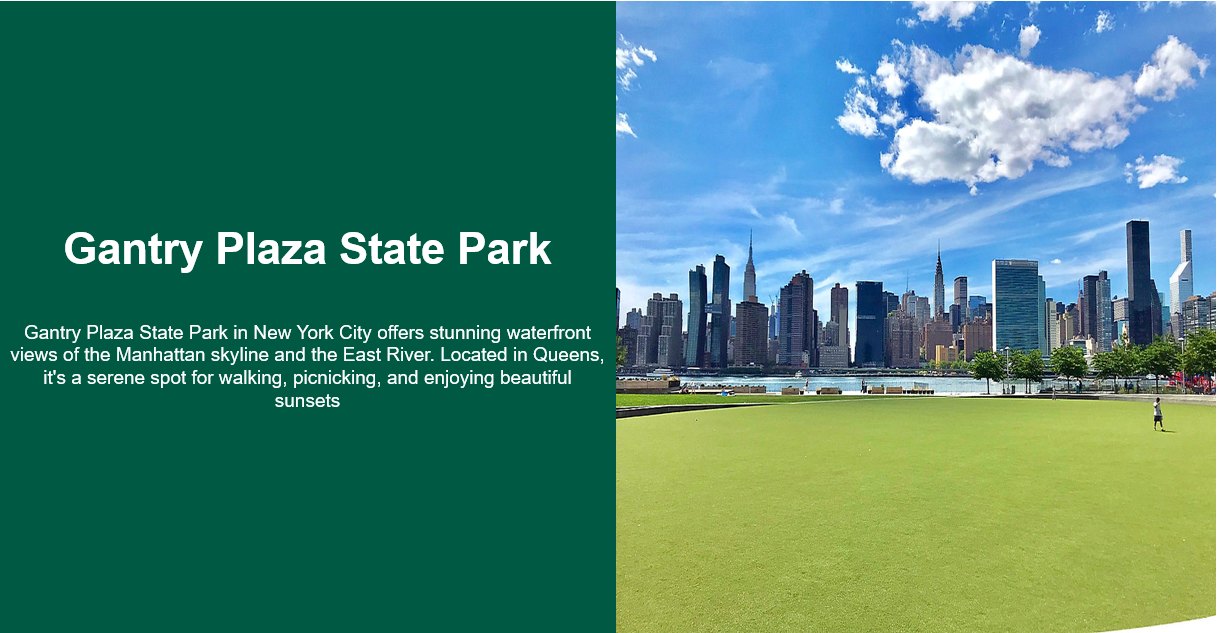 Gantry Plaza State Park
Gantry Plaza State Park in New York City offers stunning waterfront
views of the Manhattan skyline and the East River. Located in Queens,
it's a serene spot for walking, picnicking, and enjoying beautiful
sunsets